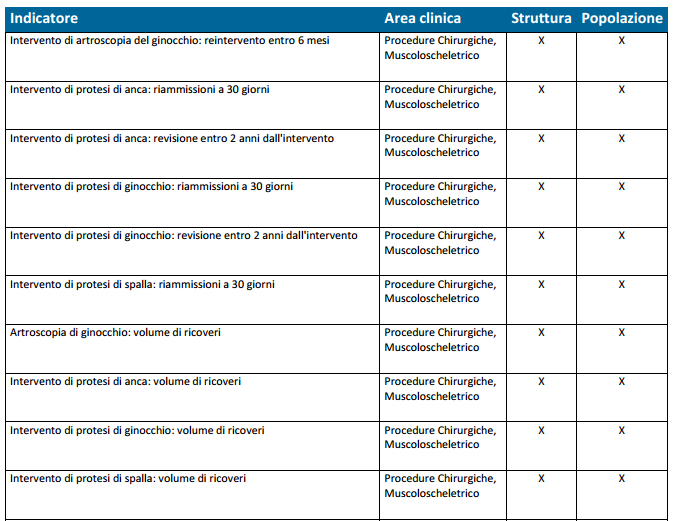 Indicatore Area clinica Struttura Popolazione
Intervento di artroscopia del ginocchio: reintervento entro 6 mesi Procedure Chirurgiche, X X
Muscoloscheletrico
Intervento di protesi di anca: riammissioni a 30 giorni Procedure Chirurgiche, X X
Muscoloscheletrico
Intervento di protesi di anca: revisione entro 2 anni dall'intervento Procedure Chirurgiche, X X
Muscoloscheletrico
Intervento di protesi di ginocchio: riammissioni a 30 giorni Procedure Chirurgiche, X X
Muscoloscheletrico
Intervento di protesi di ginocchio: revisione entro 2 anni dall'intervento Procedure Chirurgiche, X X
Muscoloscheletrico
Intervento di protesi di spalla: riammissioni a 30 giorni Procedure Chirurgiche, X X
Muscoloscheletrico
Artroscopia di ginocchio: volume di ricoveri Procedure Chirurgiche, X X
Muscoloscheletrico
Intervento di protesi di anca: volume di ricoveri Procedure Chirurgiche, X X
Muscoloscheletrico
Intervento di protesi di ginocchio: volume di ricoveri Procedure Chirurgiche, X X
Muscoloscheletrico
Intervento di protesi di spalla: volume di ricoveri Procedure Chirurgiche, X X
Muscoloscheletrico